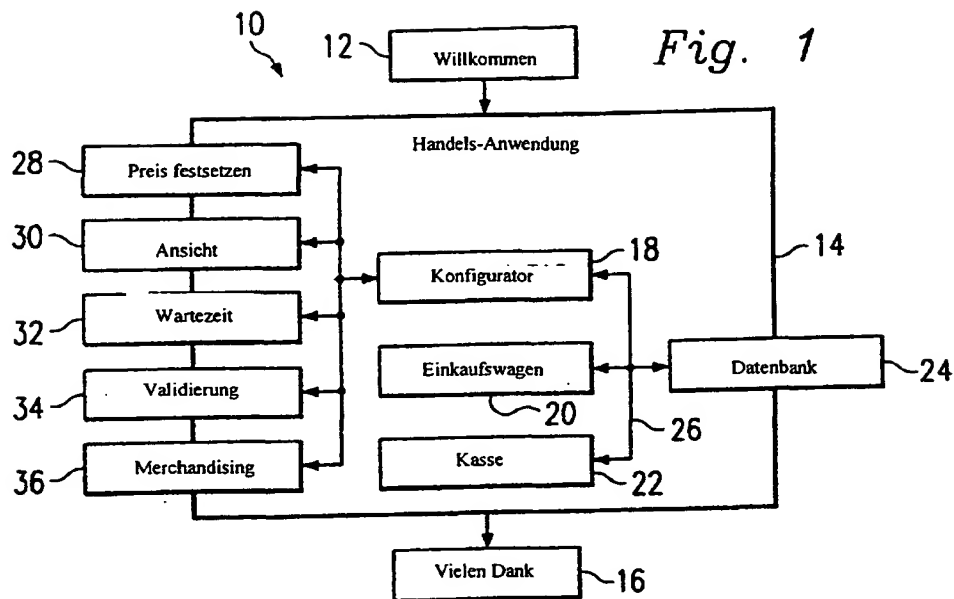 10
12
Willkommen
Fig. 1
Handels-Anwendung
28
Preis festsetzen
30
Ansicht
18
14
Konfigurator
32
Wartezeit
Einkaufswagen
Datenbank
24
34
Validierung
20
26
36
Merchandising
Kasse
22
Vielen Dank
16